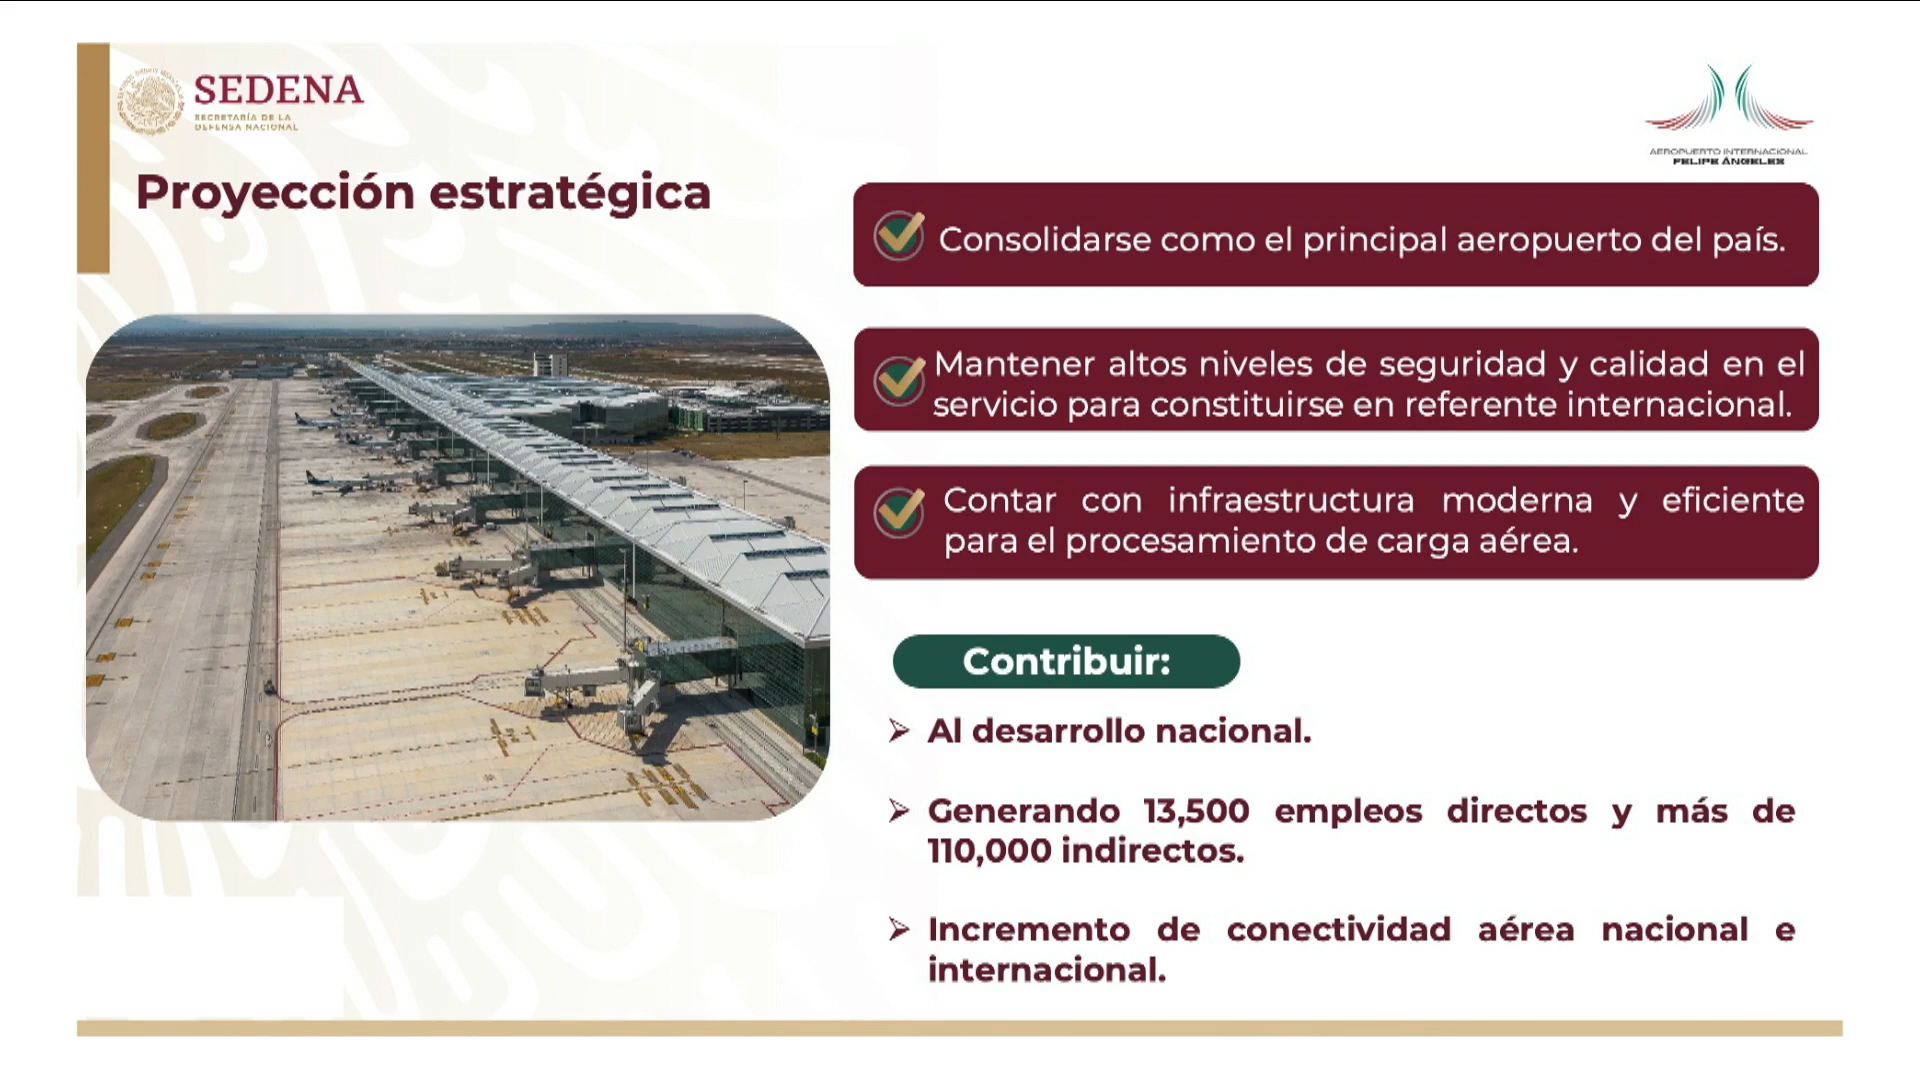 SEDENA
SECRETARÍA DE LA
DEFENSA NACIONAL
AEROPUERTO INTERNACIONAL
FELIPE ÁNGELES
Proyección estratégica
Consolidarse como el principal aeropuerto del país.
Mantener altos niveles de seguridad y calidad en el
servicio para constituirse en referente internacional.
Contar con infraestructura moderna y eficiente
para el procesamiento de carga aérea.
Contribuir:
Al desarrollo nacional.
Generando 13,500 empleos directos y más de
110,000 indirectos.
Incremento de conectividad aérea nacional e
internacional.